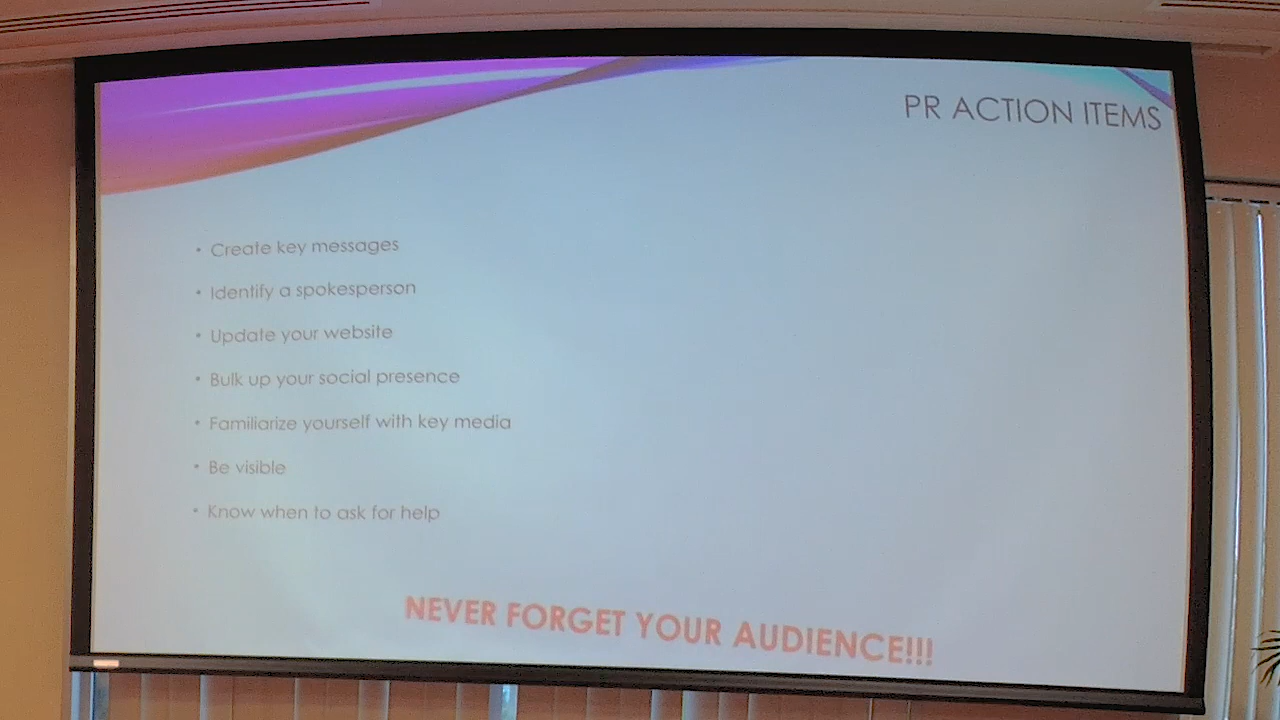 PR ACTION ITEMS
• Create key messages
• Identify a spokesperson
• Update your website
• Bulk up your social presence
• Familiarize yourself with key media
• Be visible
• Know when to ask for help
NEVER FORGET YOUR AUDIENCE!!!